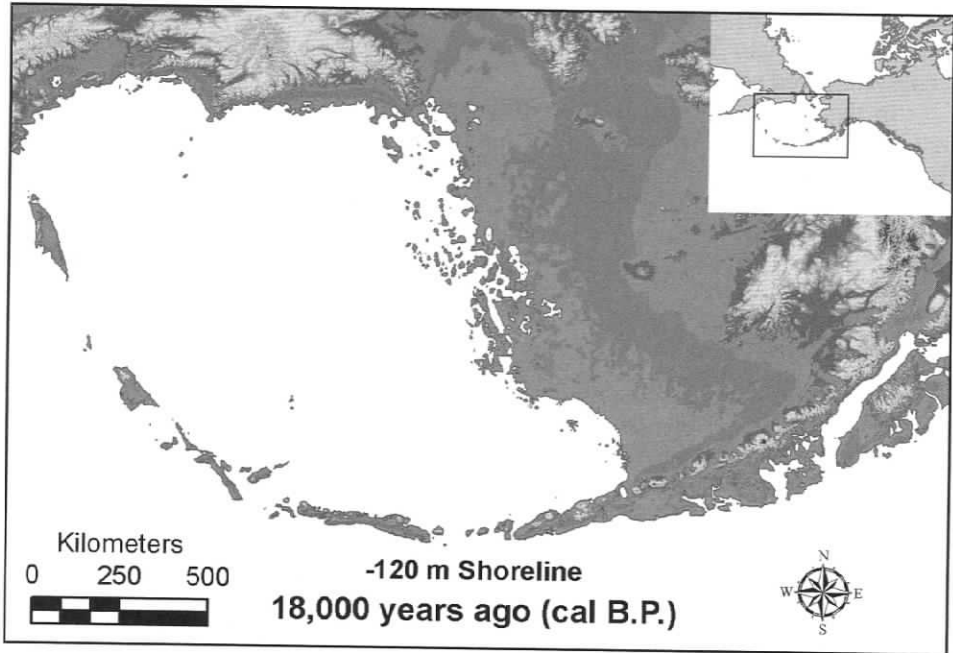 Kilometers
0 250 500
-120 m Shoreline
18,000 years ago (cal B.P.)
N
W E
S